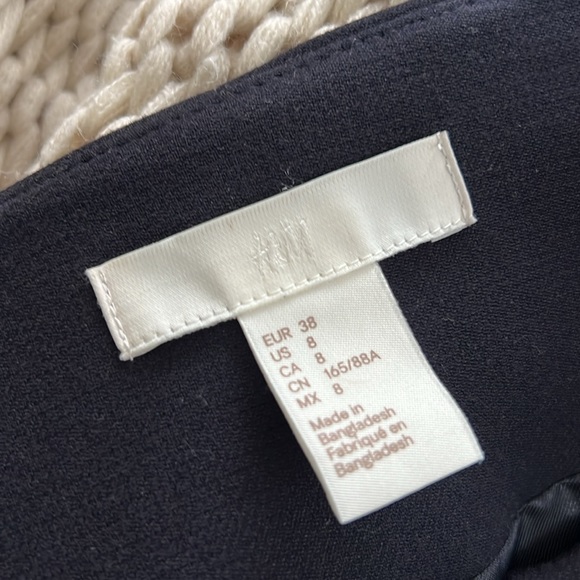 H&M
EUR 38
US 8
CA 8
CN 165/88A
MX 8
Made in
Bangladesh
Fabriqué en
Bangladesh